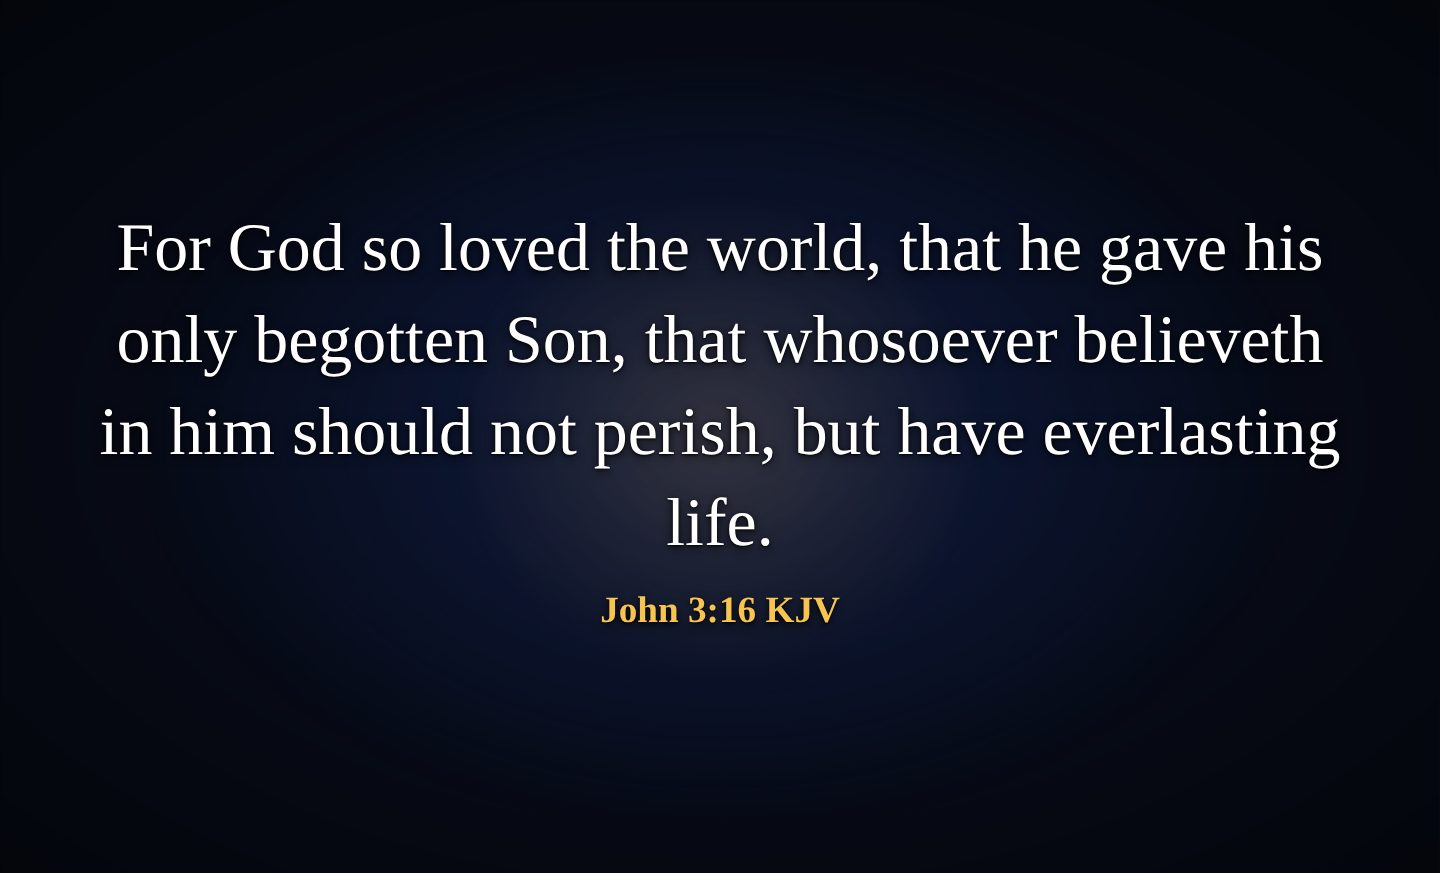 For God so loved the world, that he gave his
only begotten Son, that whosoever believeth
in him should not perish, but have everlasting
life.
John 3:16 KJV